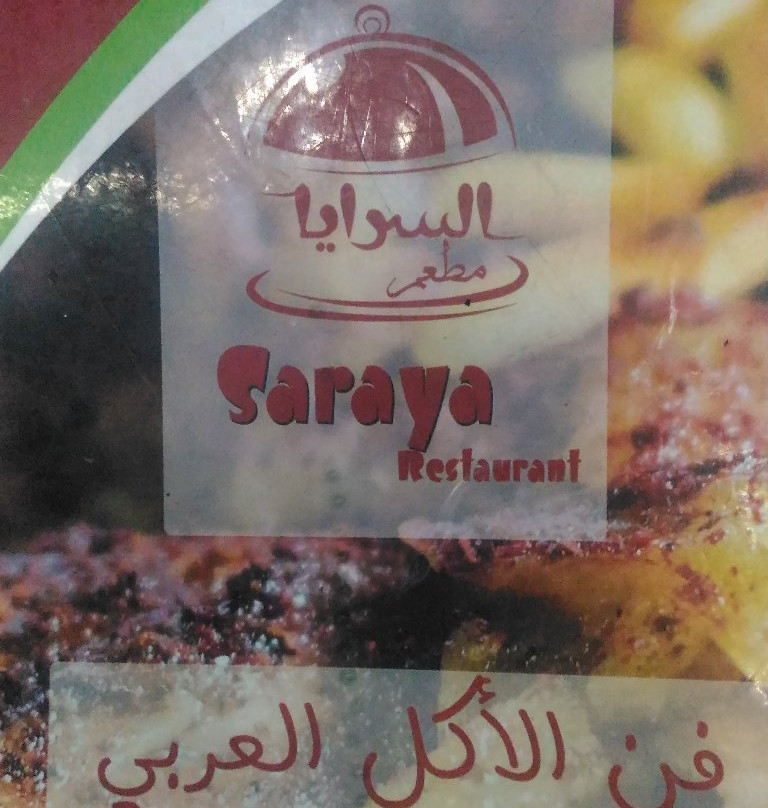 السرايا
مطعم
Saraya
Restaurant
فن الأكل العربي